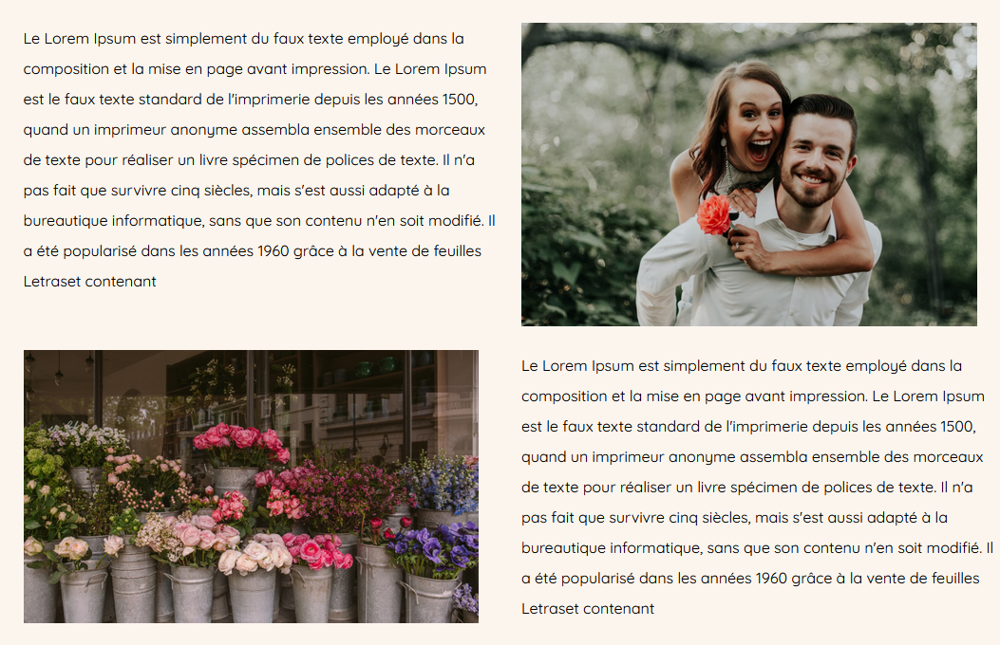 Le Lorem Ipsum est simplement du faux texte employé dans la
composition et la mise en page avant impression. Le Lorem Ipsum
est le faux texte standard de l'imprimerie depuis les années 1500,
quand un imprimeur anonyme assembla ensemble des morceaux
de texte pour réaliser un livre spécimen de polices de texte. Il n'a
pas fait que survivre cinq siècles, mais s'est aussi adapté à la
bureautique informatique, sans que son contenu n'en soit modifié. Il
a été popularisé dans les années 1960 grâce à la vente de feuilles
Letraset contenant
Le Lorem Ipsum est simplement du faux texte employé dans la
composition et la mise en page avant impression. Le Lorem Ipsum
est le faux texte standard de l'imprimerie depuis les années 1500,
quand un imprimeur anonyme assembla ensemble des morceaux
de texte pour réaliser un livre spécimen de polices de texte. Il n'a
pas fait que survivre cinq siècles, mais s'est aussi adapté à la
bureautique informatique, sans que son contenu n'en soit modifié. Il
a été popularisé dans les années 1960 grâce à la vente de feuilles
Letraset contenant